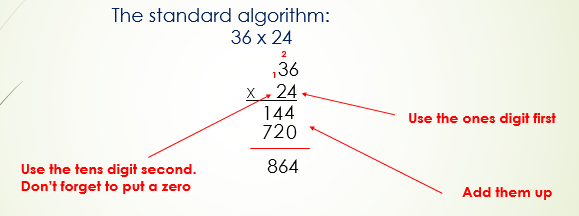 The standard algorithm:
36 x 24
2
1 36
X 24
144
720
864
Use the ones digit first
Use the tens digit second.
Don't forget to put a zero
Add them up